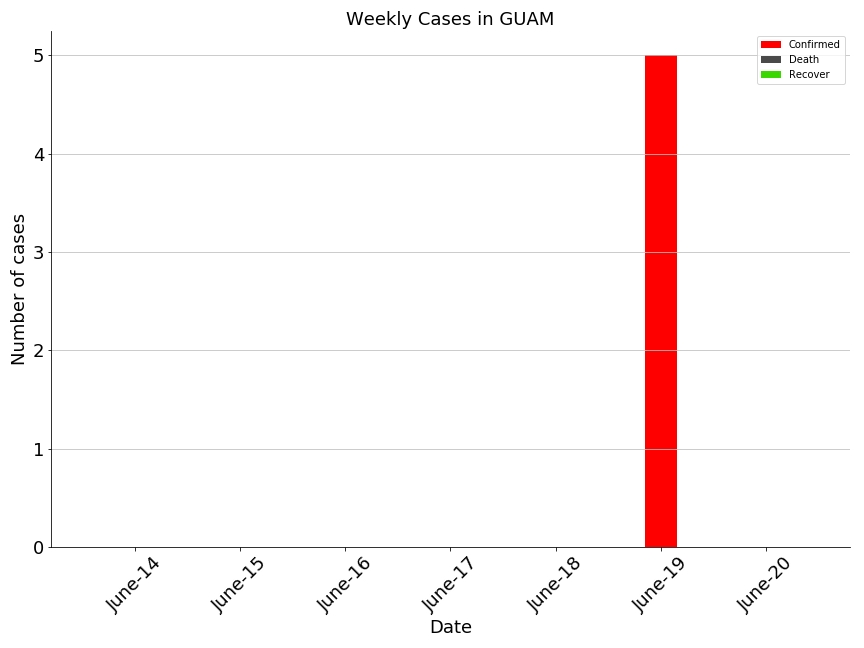 Weekly Cases in GUAM
Confirmed
Death
Recover
Number of cases
5
4
3
2
1
0
June-14
June-15
June-16
June-17
June-18
June-19
June-20
Date